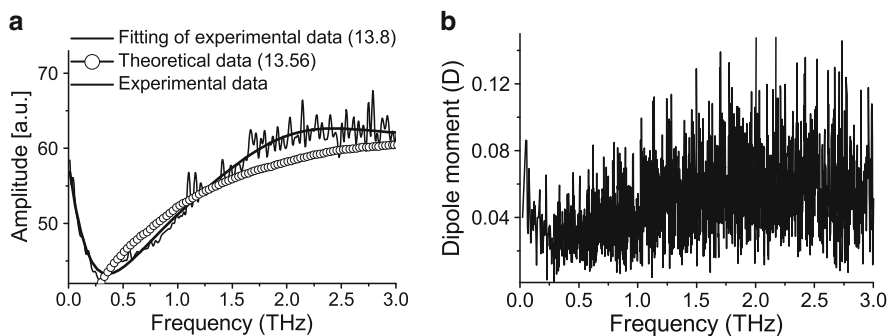 a
Fitting of experimental data (13.8)
Theoretical data (13.56)
Experimental data
70
60
50
Amplitude [a.u.]
0.0 0.5 1.0 1.5 2.0 2.5 3.0
Frequency (THz)
b
0.12
0.08
0.04
Dipole moment (D)
0.0 0.5 1.0 1.5 2.0 2.5 3.0
Frequency (THz)